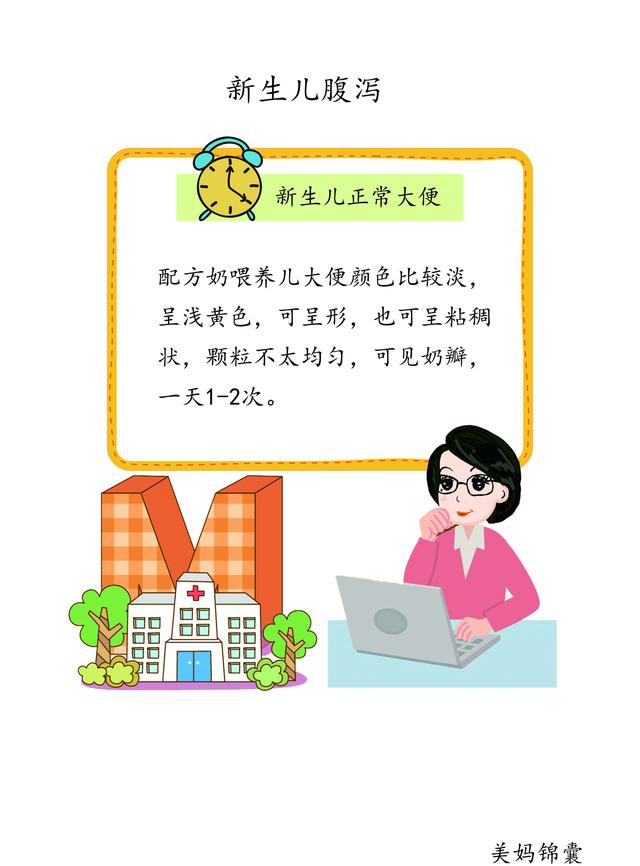 新生儿腹泻
新生儿正常大便
配方奶喂养儿大便颜色比较淡，
呈浅黄色，可呈形，也可呈粘稠
状，颗粒不太均匀，可见奶瓣，
一天1-2次。
美妈锦囊